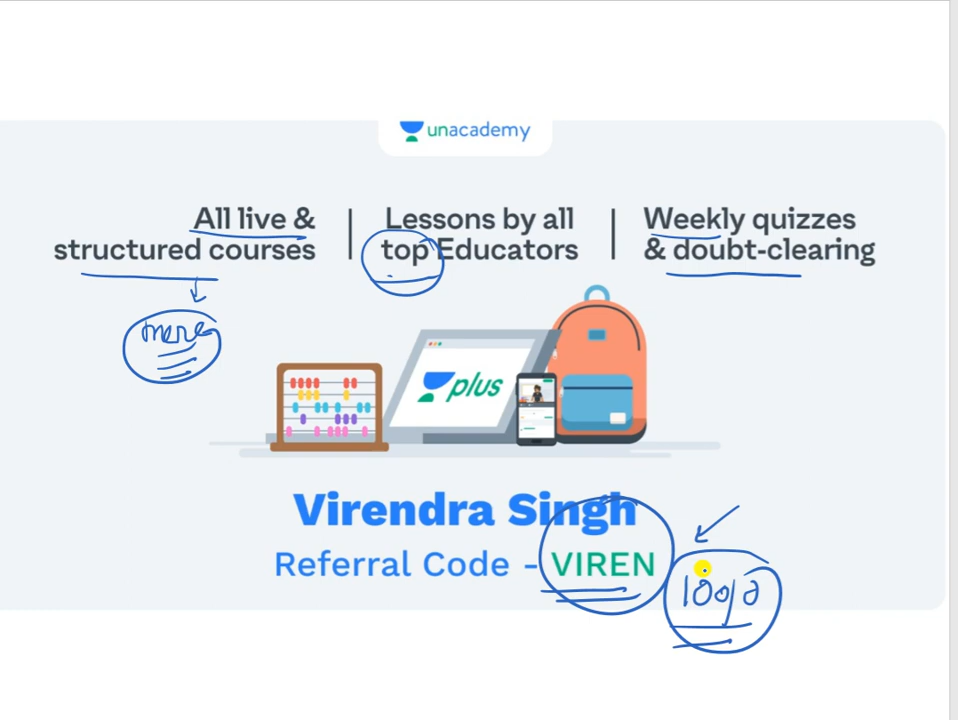 unacademy
All live &
structured courses
Lessons by all
top Educators
Weekly quizzes
& doubt-clearing
plus
Virendra Singh
Referral Code - VIREN
10%